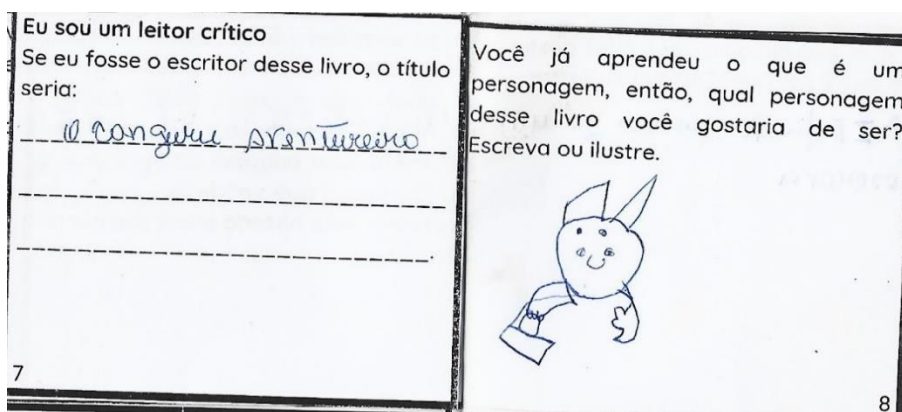 Eu sou um leitor crítico
Se eu fosse o escritor desse livro, o título
seria:
O canguru aventureiro
7
Você já aprendeu o que é um
personagem, então, qual personagem
desse livro você gostaria de ser?
Escreva ou ilustre.
8